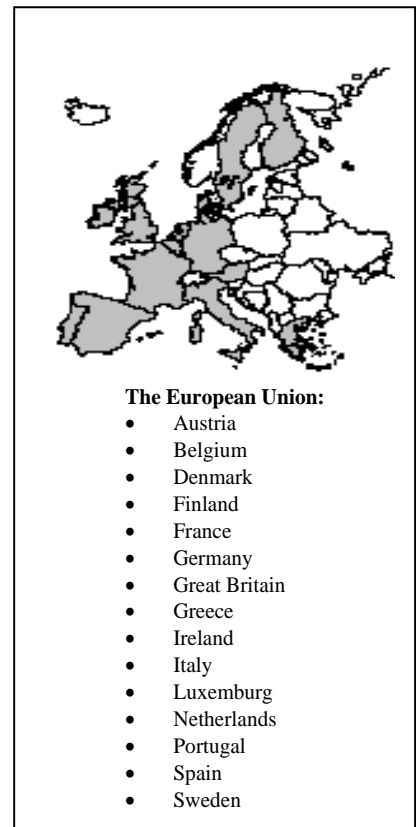 The European Union:
• Austria
• Belgium
• Denmark
• Finland
• France
• Germany
• Great Britain
• Greece
• Ireland
• Italy
• Luxemburg
• Netherlands
• Portugal
• Spain
• Sweden